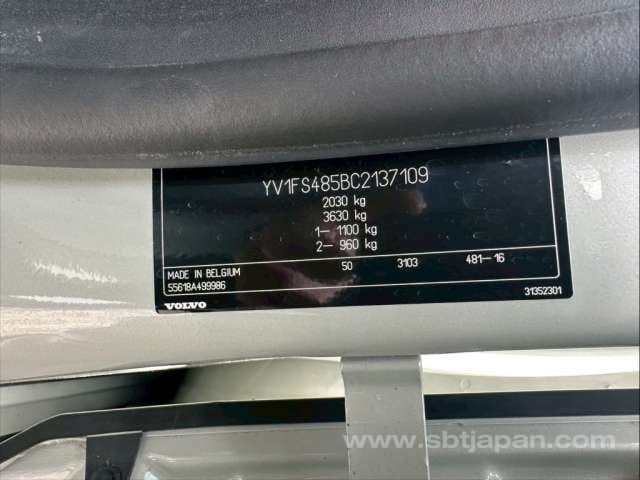 YV1FS485BC2137109
2030 kg
3630 kg
1– 1100 kg
2– 960 kg
50 3103 481–16
MADE IN BELGIUM
55618A499986
VOLVO 31352301
www.sbtjapan.com